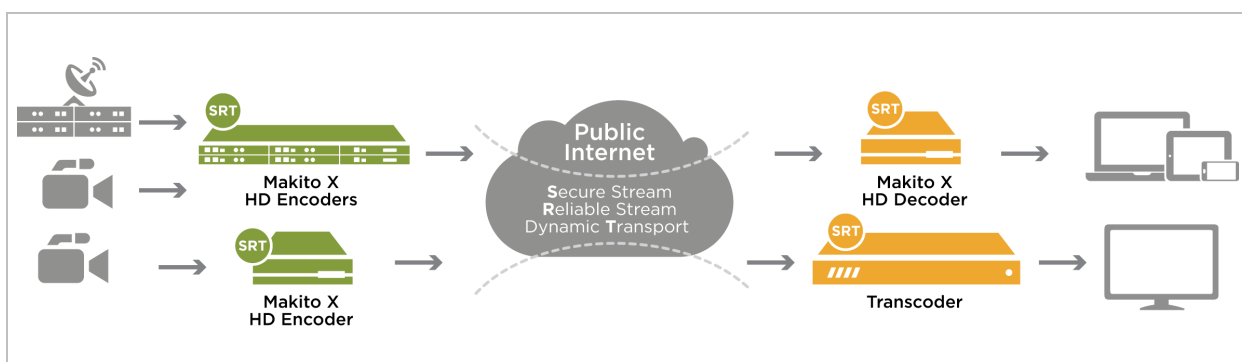 SRT
Makito X
HD Encoders
SRT
Makito X
HD Encoder
Public
Internet
Secure Stream
Reliable Stream
Dynamic Transport
SRT
Makito X
HD Decoder
SRT
Transcoder